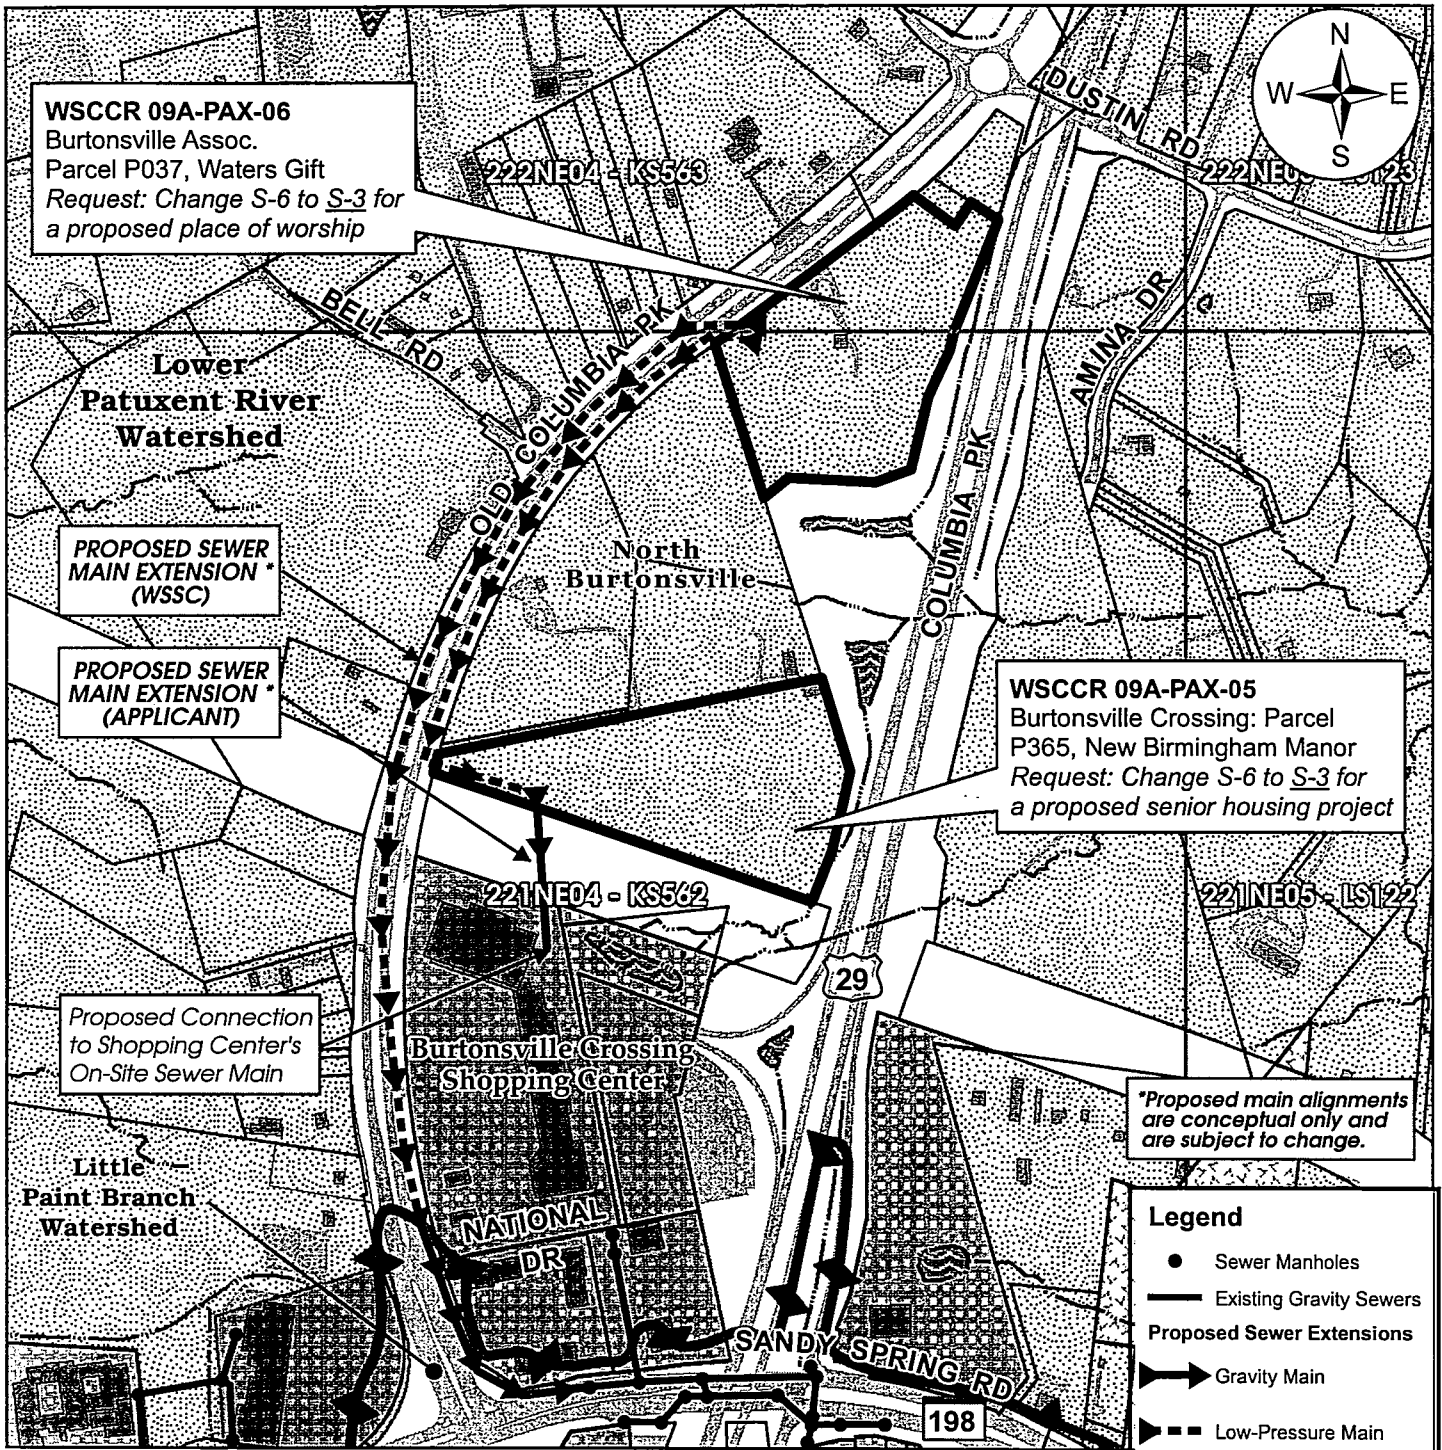 N
W E
S
DUSTIN RD
WSCCR 09A-PAX-06
Burtonsville Assoc.
Parcel P037, Waters Gift
Request: Change S-6 to S-3 for
a proposed place of worship
222NE04 - KS563
BELL RD
OLD COLUMBIA PK
AMINA DR
Lower
Patuxent River
Watershed
COLUMBIA PK
North
Burtonsville
PROPOSED SEWER
MAIN EXTENSION *
(WSSC)
PROPOSED SEWER
MAIN EXTENSION *
(APPLICANT)
WSCCR 09A-PAX-05
Burtonsville Crossing: Parcel
P365, New Birmingham Manor
Request: Change S-6 to S-3 for
a proposed senior housing project
221NE04 - KS562
221NE05 - LS122
29
Proposed Connection
to Shopping Center's
On-Site Sewer Main
Burtonsville Crossing
Shopping Center
*Proposed main alignments
are conceptual only and
are subject to change.
Little
Paint Branch
Watershed
NATIONAL
DR
SANDY SPRING RD
198
Legend
Sewer Manholes
Existing Gravity Sewers
Proposed Sewer Extensions
Gravity Main
Low-Pressure Main